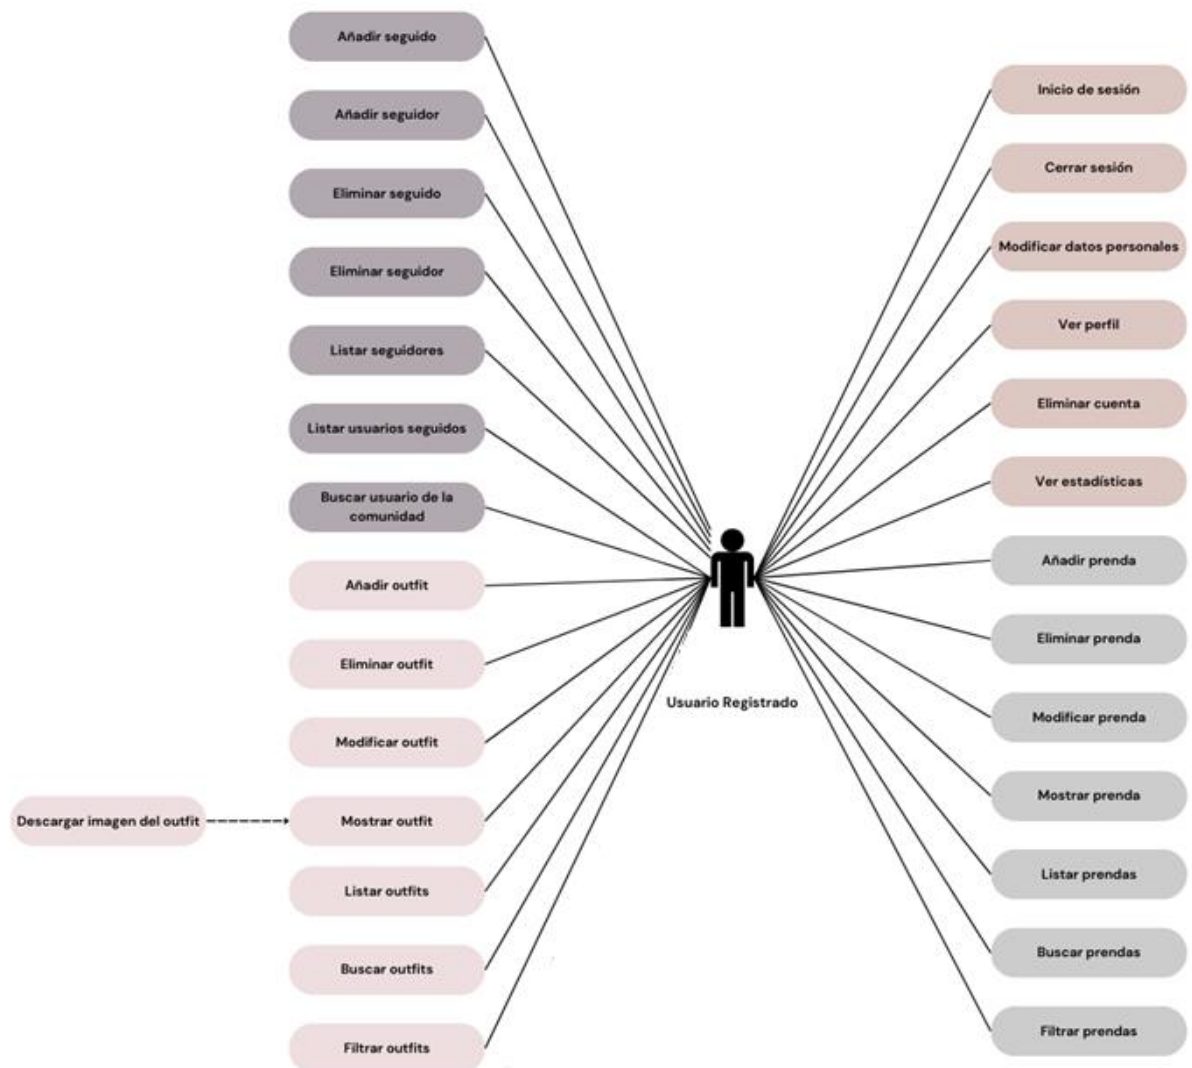 Añadir seguido
Añadir seguidor
Eliminar seguido
Eliminar seguidor
Listar seguidores
Listar usuarios seguidos
Buscar usuario de la
comunidad
Añadir outfit
Eliminar outfit
Modificar outfit
Descargar imagen del outfit
Mostrar outfit
Listar outfits
Buscar outfits
Filtrar outfits
Usuario Registrado
Inicio de sesión
Cerrar sesión
Modificar datos personales
Ver perfil
Eliminar cuenta
Ver estadísticas
Añadir prenda
Eliminar prenda
Modificar prenda
Mostrar prenda
Listar prendas
Buscar prendas
Filtrar prendas